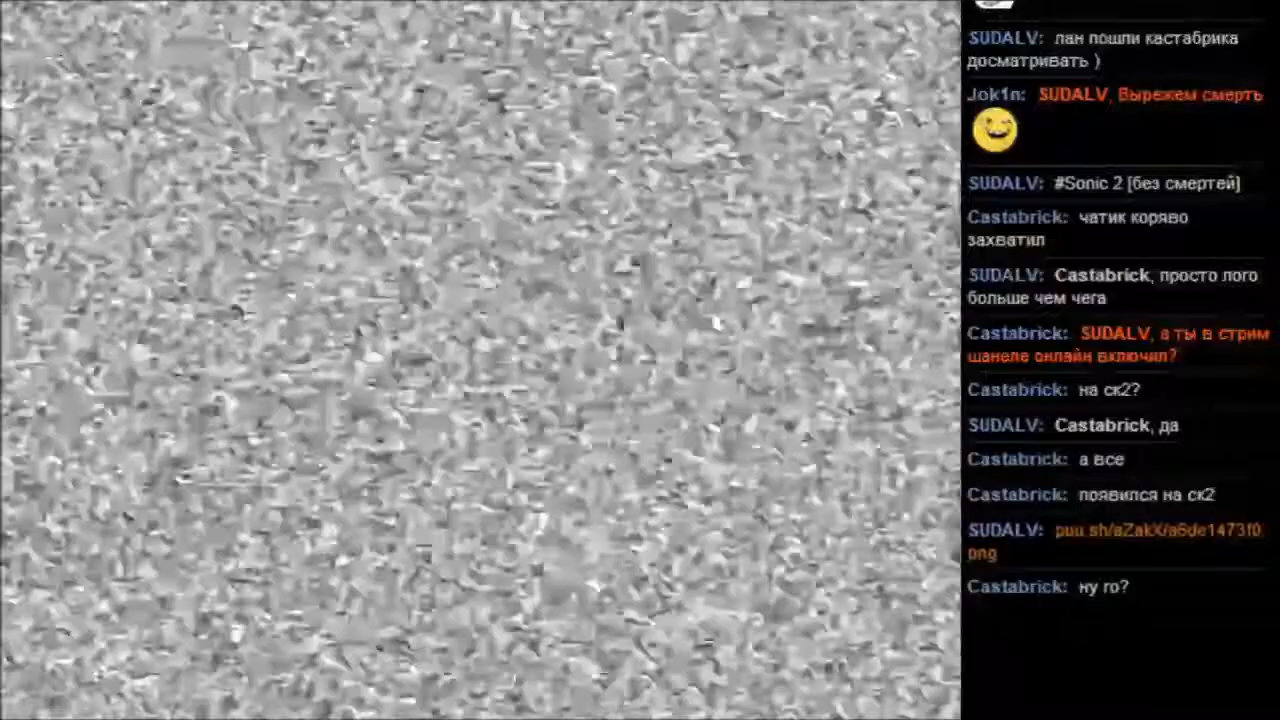 SUDALV: лан пошли кастабрика
досматривать )
Jok1n: SUDALV, Вырежем смерть
SUDALV: #Sonic 2 [без смертей]
Castabrick: чатик коряво
захватил
SUDALV: Castabrick, просто лого
больше чем чега
Castabrick: SUDALV, а ты в стрим
шанеле онлайн включил?
Castabrick: на ск2?
SUDALV: Castabrick, да
Castabrick: а все
Castabrick: появился на ск2
SUDALV:
png
Castabrick: ну го?